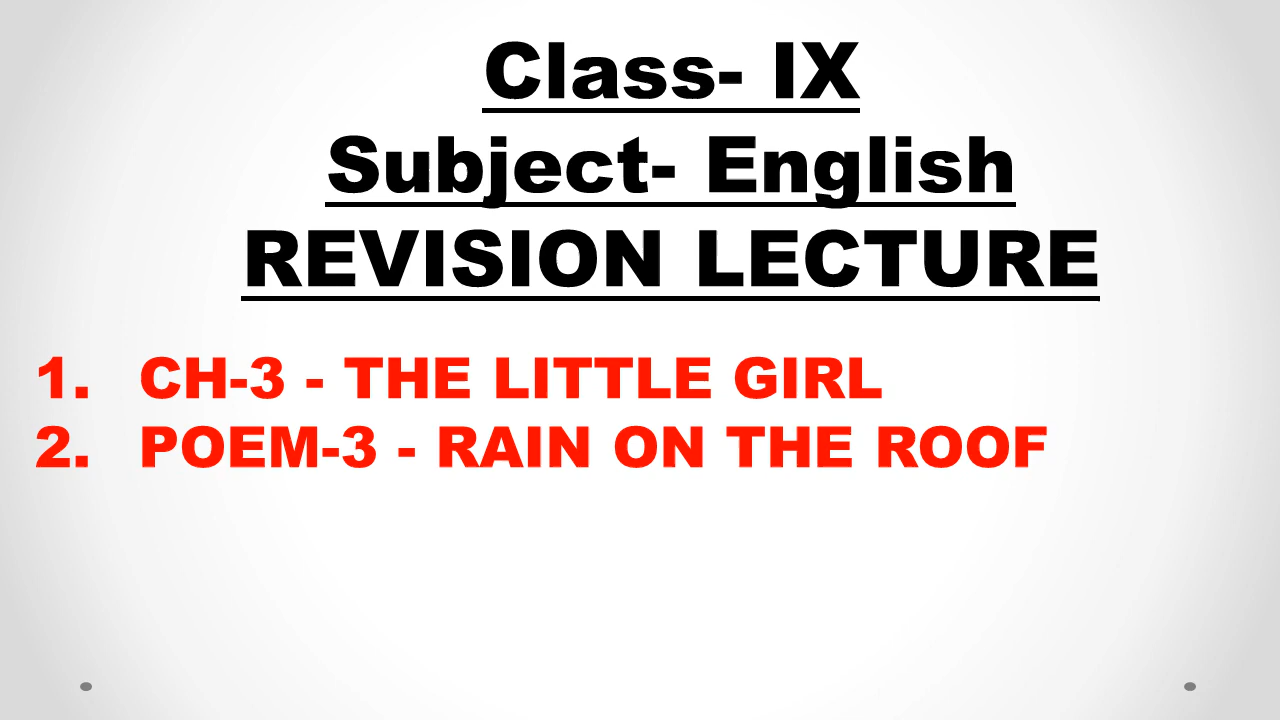 Class- IX
Subject- English
REVISION LECTURE
1. CH-3 - THE LITTLE GIRL
2. POEM-3 - RAIN ON THE ROOF